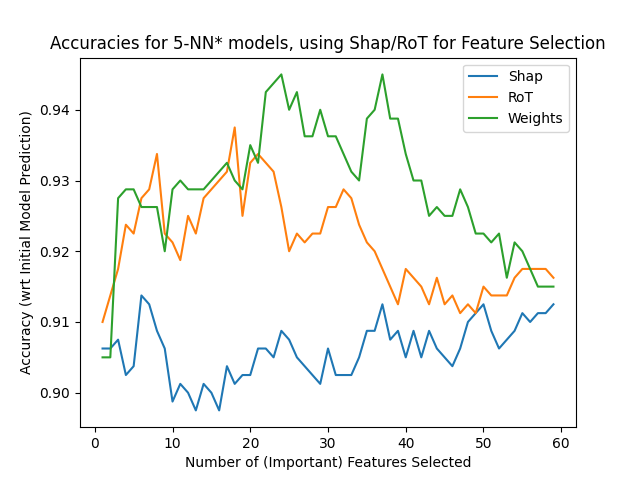 Accuracies for 5-NN* models, using Shap/RoT for Feature Selection
Shap
RoT
Weights
Accuracy (wrt Initial Model Prediction)
0.94
0.93
0.92
0.91
0.90
0 10 20 30 40 50 60
Number of (Important) Features Selected